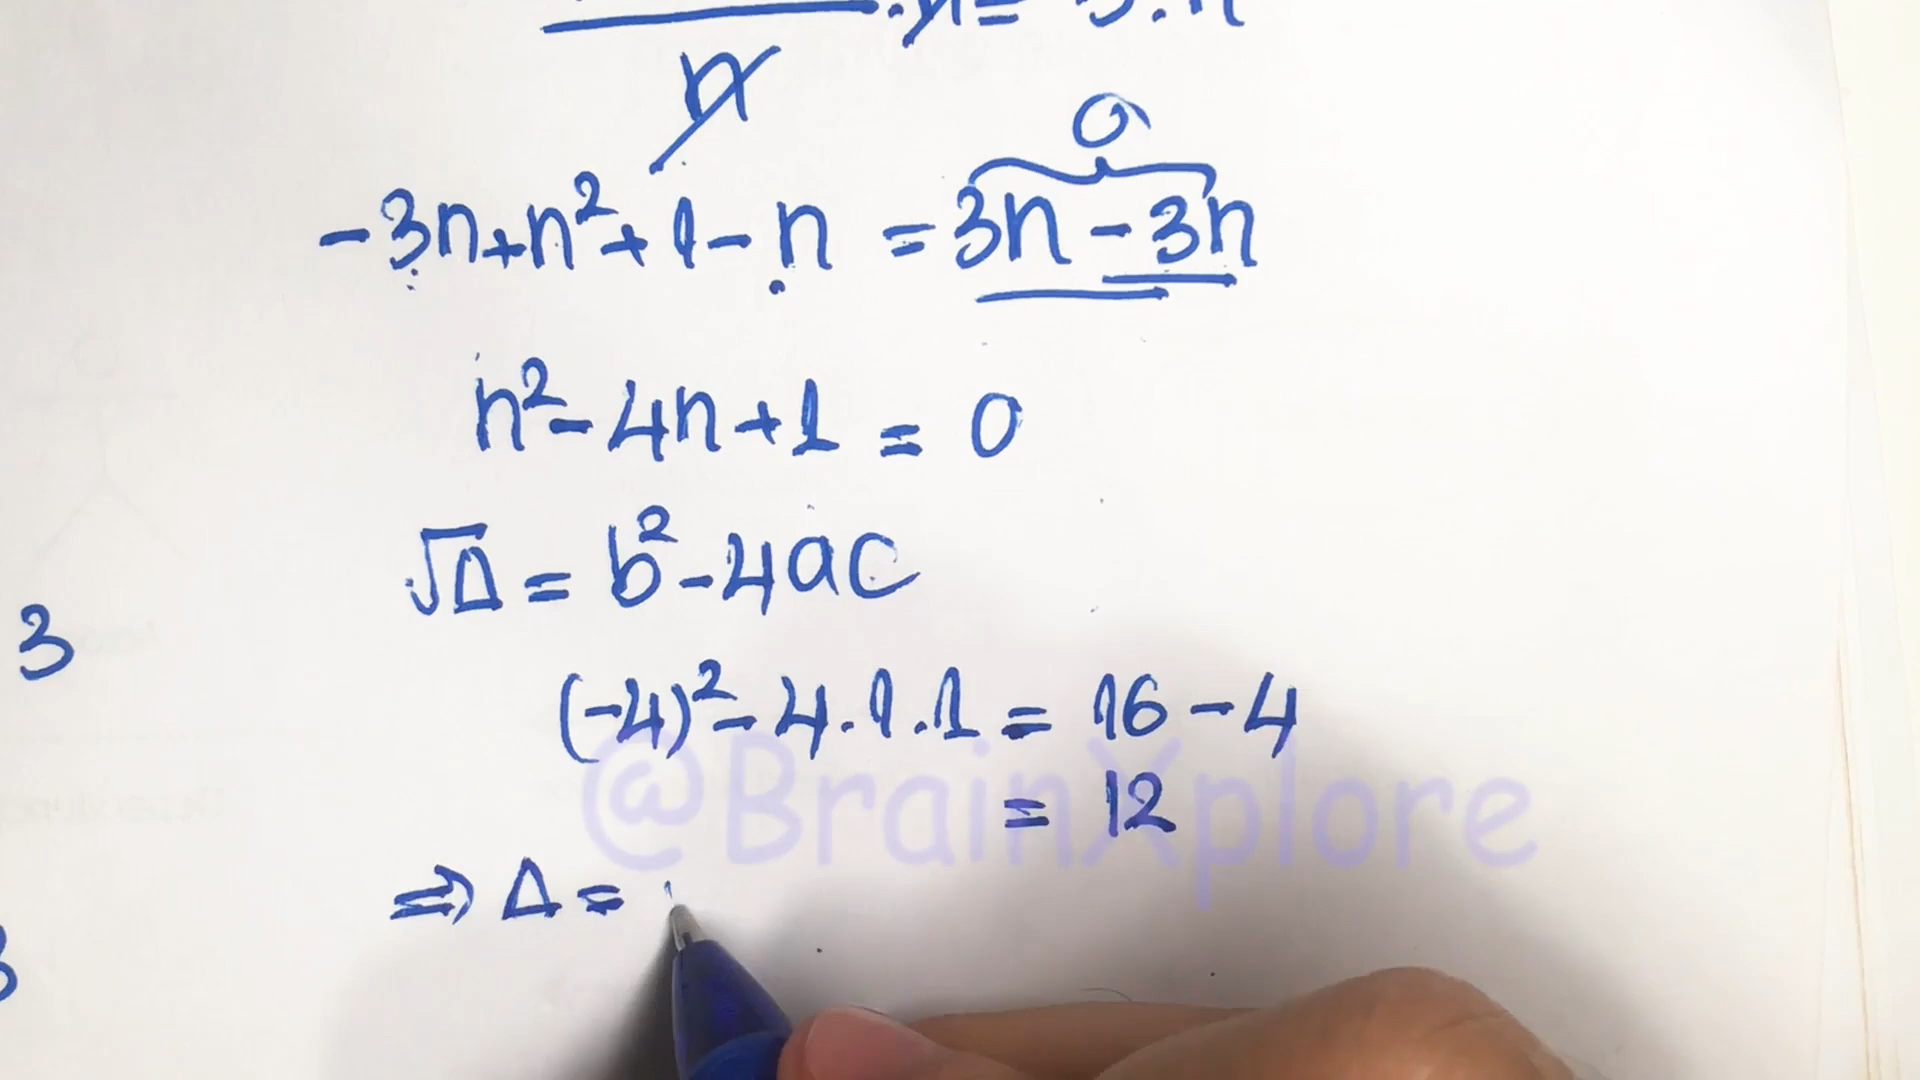 n
0
-3n+n²+1-n = 3n-3n
n²-4n+1 = 0
√Δ = b²-4ac
3
(-4)²-4.1.1 = 16-4
= 12
@BrainXplore
⇒ Δ =